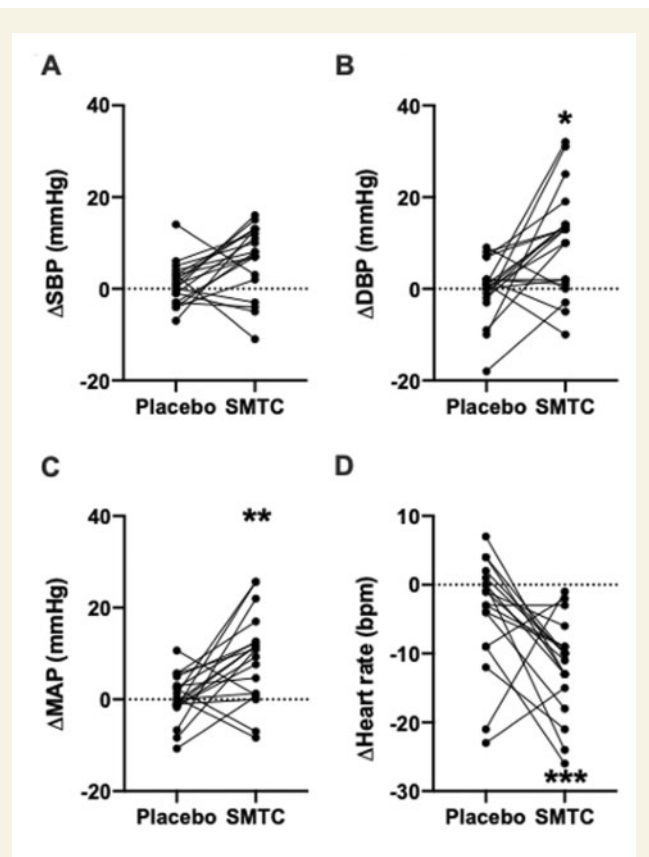 A
ΔSBP (mmHg)
40
20
0
-20
Placebo SMTC
B
ΔDBP (mmHg)
40
20
0
-20
*
Placebo SMTC
C
ΔMAP (mmHg)
40
20
0
-20
**
Placebo SMTC
D
ΔHeart rate (bpm)
10
0
-10
-20
-30
***
Placebo SMTC